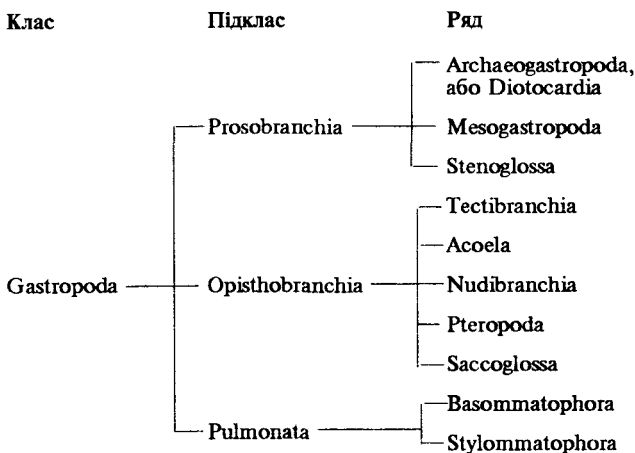 Клас Підклас Ряд
Archaeogastropoda,
або Diotocardia
Prosobranchia Mesogastropoda
Stenoglossa
Tectibranchia
Acoela
Gastropoda Opisthobranchia Nudibranchia
Pteropoda
Saccoglossa
Basommatophora
Pulmonata
Stylommatophora